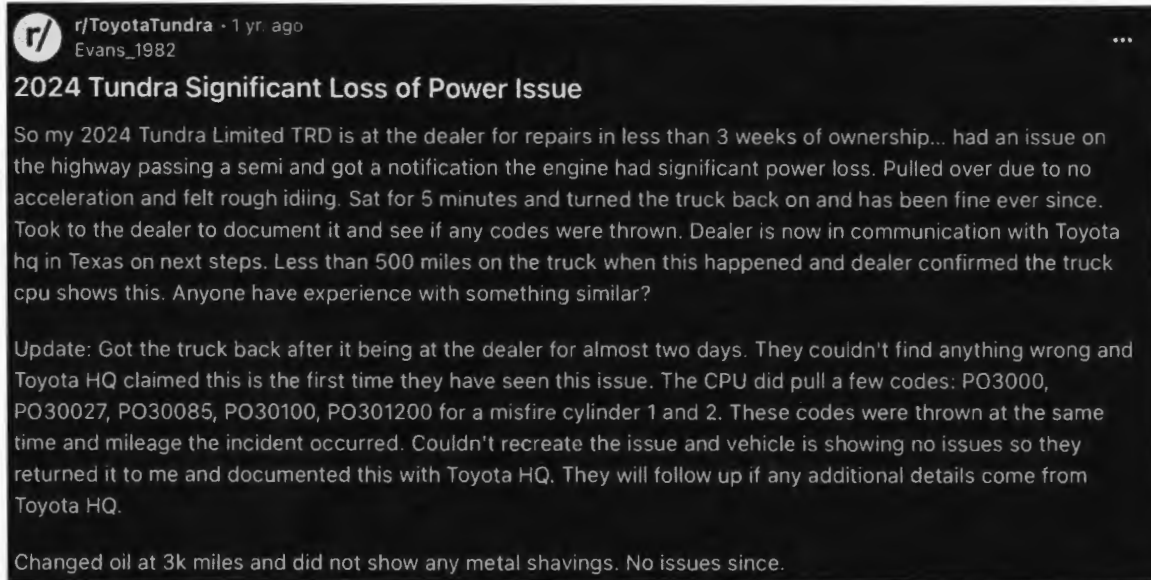 r/
r/ToyotaTundra · 1 yr. ago
Evans_1982
...
2024 Tundra Significant Loss of Power Issue
So my 2024 Tundra Limited TRD is at the dealer for repairs in less than 3 weeks of ownership... had an issue on
the highway passing a semi and got a notification the engine had significant power loss. Pulled over due to no
acceleration and felt rough idiing. Sat for 5 minutes and turned the truck back on and has been fine ever since.
Took to the dealer to document it and see if any codes were thrown. Dealer is now in communication with Toyota
hq in Texas on next steps. Less than 500 miles on the truck when this happened and dealer confirmed the truck
cpu shows this. Anyone have experience with something similar?
Update: Got the truck back after it being at the dealer for almost two days. They couldn't find anything wrong and
Toyota HQ claimed this is the first time they have seen this issue. The CPU did pull a few codes: PO3000,
PO30027, PO30085, PO30100, PO301200 for a misfire cylinder 1 and 2. These codes were thrown at the same
time and mileage the incident occurred. Couldn't recreate the issue and vehicle is showing no issues so they
returned it to me and documented this with Toyota HQ. They will follow up if any additional details come from
Toyota HQ.
Changed oil at 3k miles and did not show any metal shavings. No issues since.